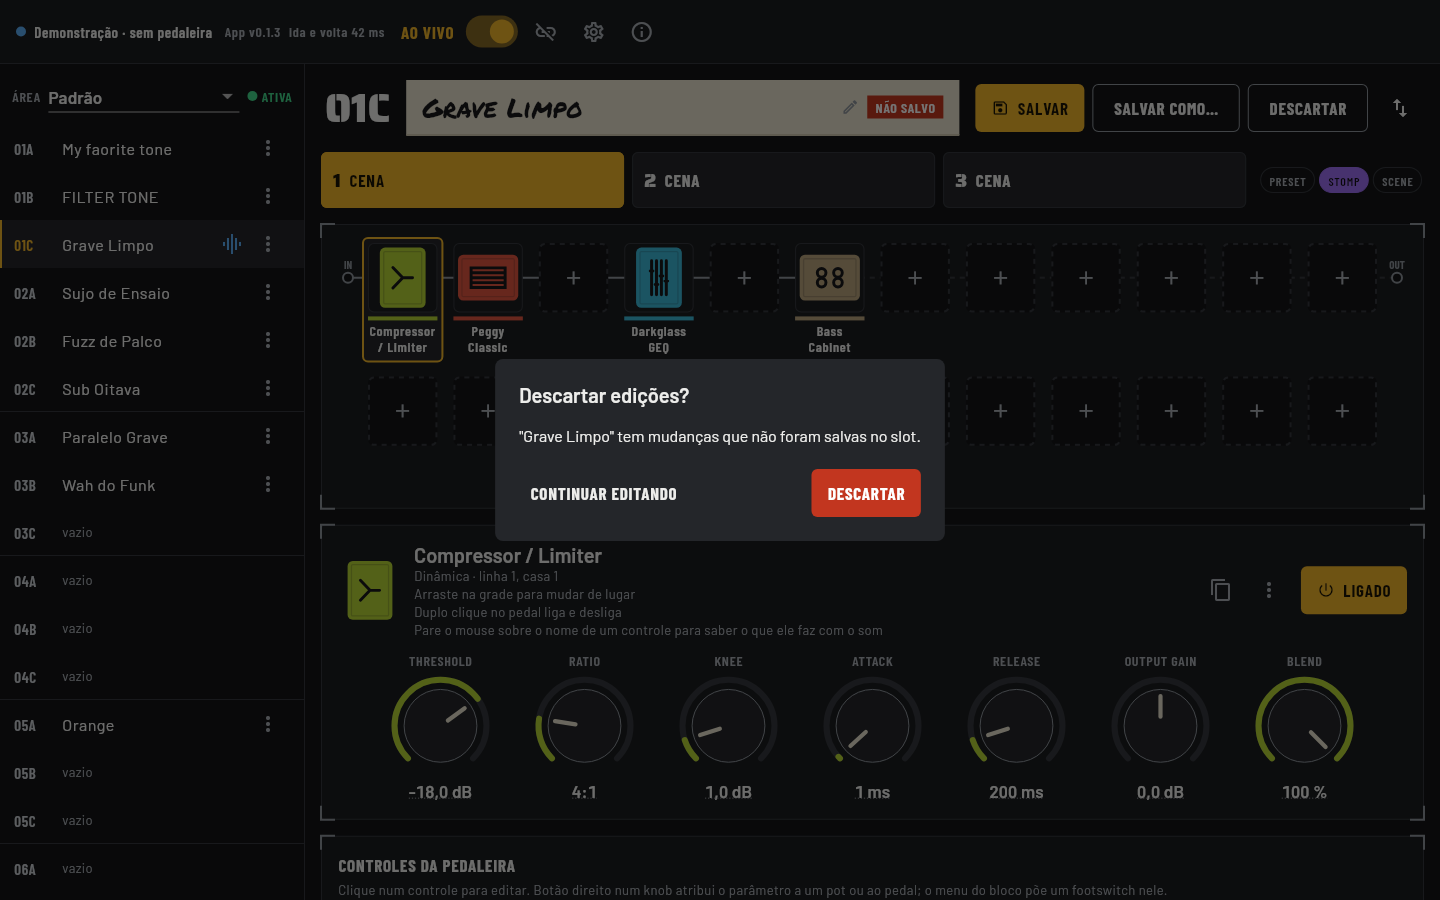 Demonstração · sem pedaleira App v0.1.3 Ida e volta 42 ms AO VIVO
ÁREA Padrão ATIVA
01A My faorite tone
01B FILTER TONE
01C Grave Limpo
02A Sujo de Ensaio
02B Fuzz de Palco
02C Sub Oitava
03A Paralelo Grave
03B Wah do Funk
03C vazio
04A vazio
04B vazio
04C vazio
05A Orange
05B vazio
05C vazio
06A vazio
01C GRAVE LIMPO NÃO SALVO SALVAR SALVAR COMO... DESCARTAR
1 CENA 2 CENA 3 CENA PRESET STOMP SCENE
IN OUT
88
Compressor / Limiter
Peggy Classic
Darkglass GEQ
Bass Cabinet
Descartar edições?
"Grave Limpo" tem mudanças que não foram salvas no slot.
CONTINUAR EDITANDO DESCARTAR
Compressor / Limiter
Dinâmica · linha 1, casa 1
Arraste na grade para mudar de lugar
Duplo clique no pedal liga e desliga
Pare o mouse sobre o nome de um controle para saber o que ele faz com o som
LIGADO
THRESHOLD RATIO KNEE ATTACK RELEASE OUTPUT GAIN BLEND
-18,0 dB 4:1 1,0 dB 1 ms 200 ms 0,0 dB 100 %
CONTROLES DA PEDALEIRA
Clique num controle para editar. Botão direito num knob atribui o parâmetro a um pot ou ao pedal; o menu do bloco põe um footswitch nele.